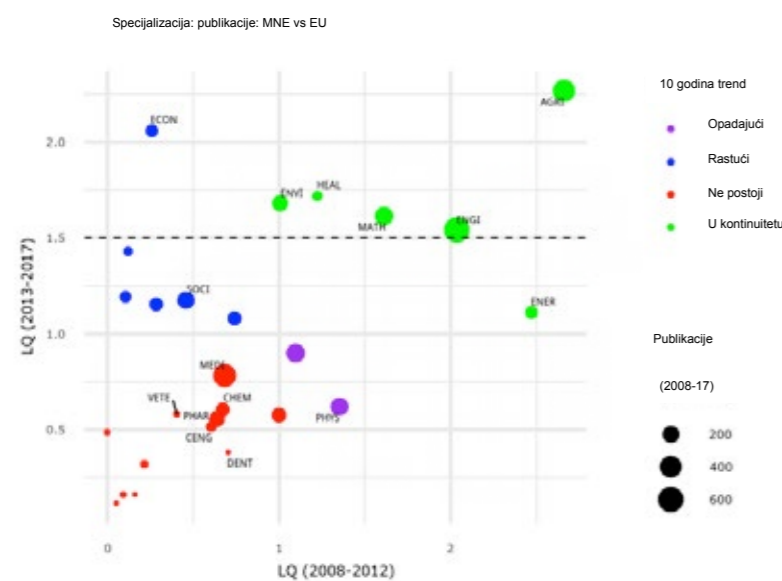 Specijalizacija: publikacije: MNE vs EU
10 godina trend
Opadajući
Rastući
Ne postoji
U kontinuitetu
Publikacije
(2008-17)
200
400
600
LQ (2013-2017)
2.0
1.5
1.0
0.5
AGRI
ECON
ENVI
HEAL
MATH
ENGI
SOCI
ENER
MEDI
VETE
PHAR
CHEM
CENG
PHYS
DENT
0
1
2
LQ (2008-2012)